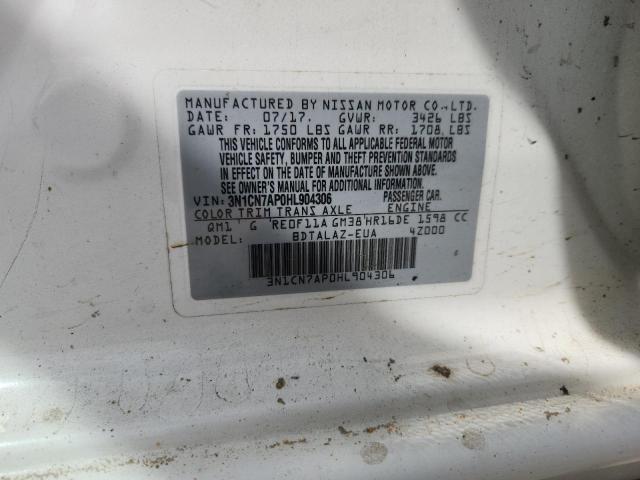 MANUFACTURED BY NISSAN MOTOR CO.,LTD.
DATE: 07/17. GVWR: 3426 LBS
GAWR FR: 1750 LBS GAWR RR: 1708 LBS
THIS VEHICLE CONFORMS TO ALL APPLICABLE FEDERAL MOTOR
VEHICLE SAFETY, BUMPER AND THEFT PREVENTION STANDARDS
IN EFFECT ON THE DATE OF MANUFACTURE SHOWN ABOVE.
SEE OWNER'S MANUAL FOR ADDITIONAL INFORMATION
VIN: 3N1CN7AP0HL904306 PASSENGER CAR.
COLOR TRIM TRANS AXLE ENGINE
QM1 G RE0F11A GM38 HR16DE 1598 CC
MODEL: BDTALAZ-EUA 4Z000
3N1CN7AP0HL904306